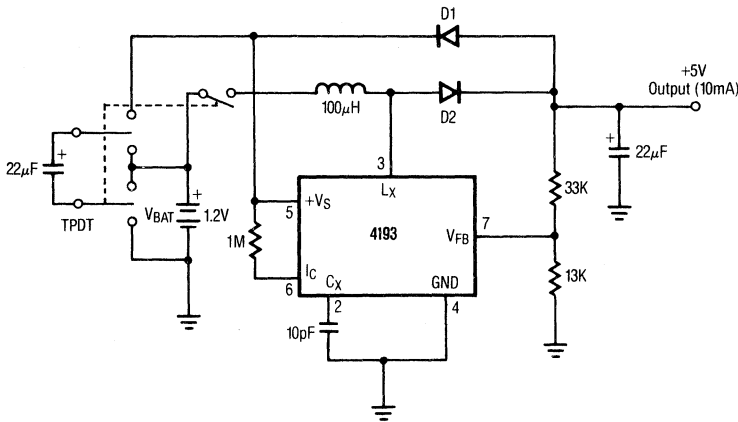 D1
+5V
Output (10mA)
100μH
D2
+
22μF
+
22μF
TPDT
VBAT
+
1.2V
3
LX
+VS
5
1M
IC
6
4193
CX
2
10pF
GND
4
VFB
7
33K
13K